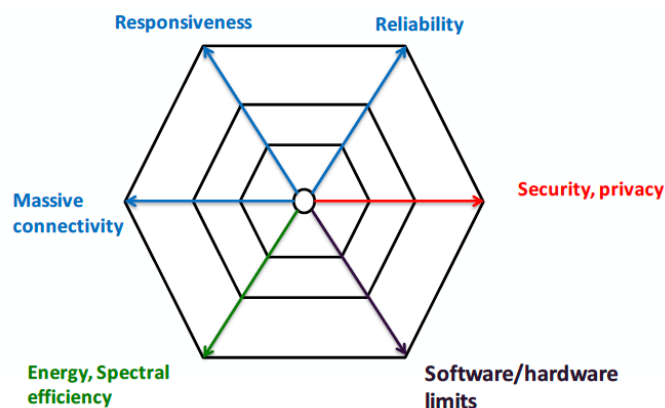 Responsiveness
Reliability
Massive
connectivity
Security, privacy
Energy, Spectral
efficiency
Software/hardware
limits